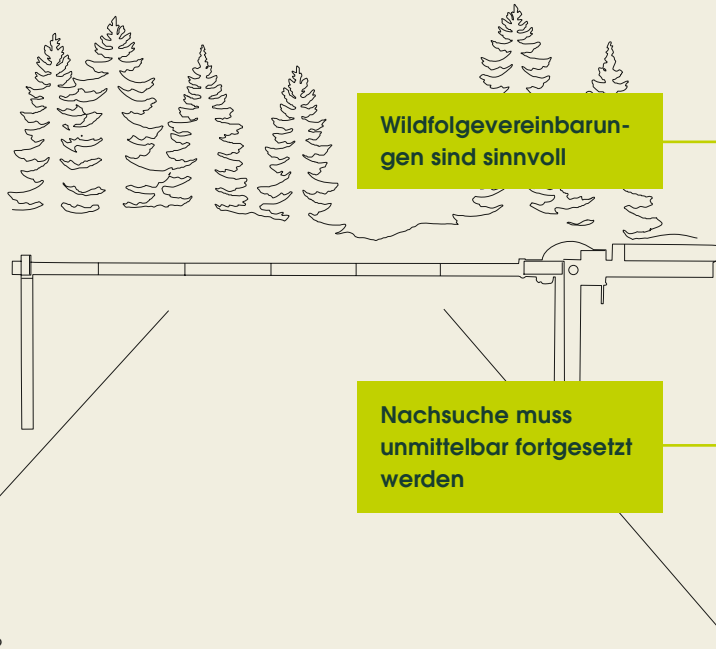 Wildfolgevereinbarun-
gen sind sinnvoll
Nachsuche muss
unmittelbar fortgesetzt
werden